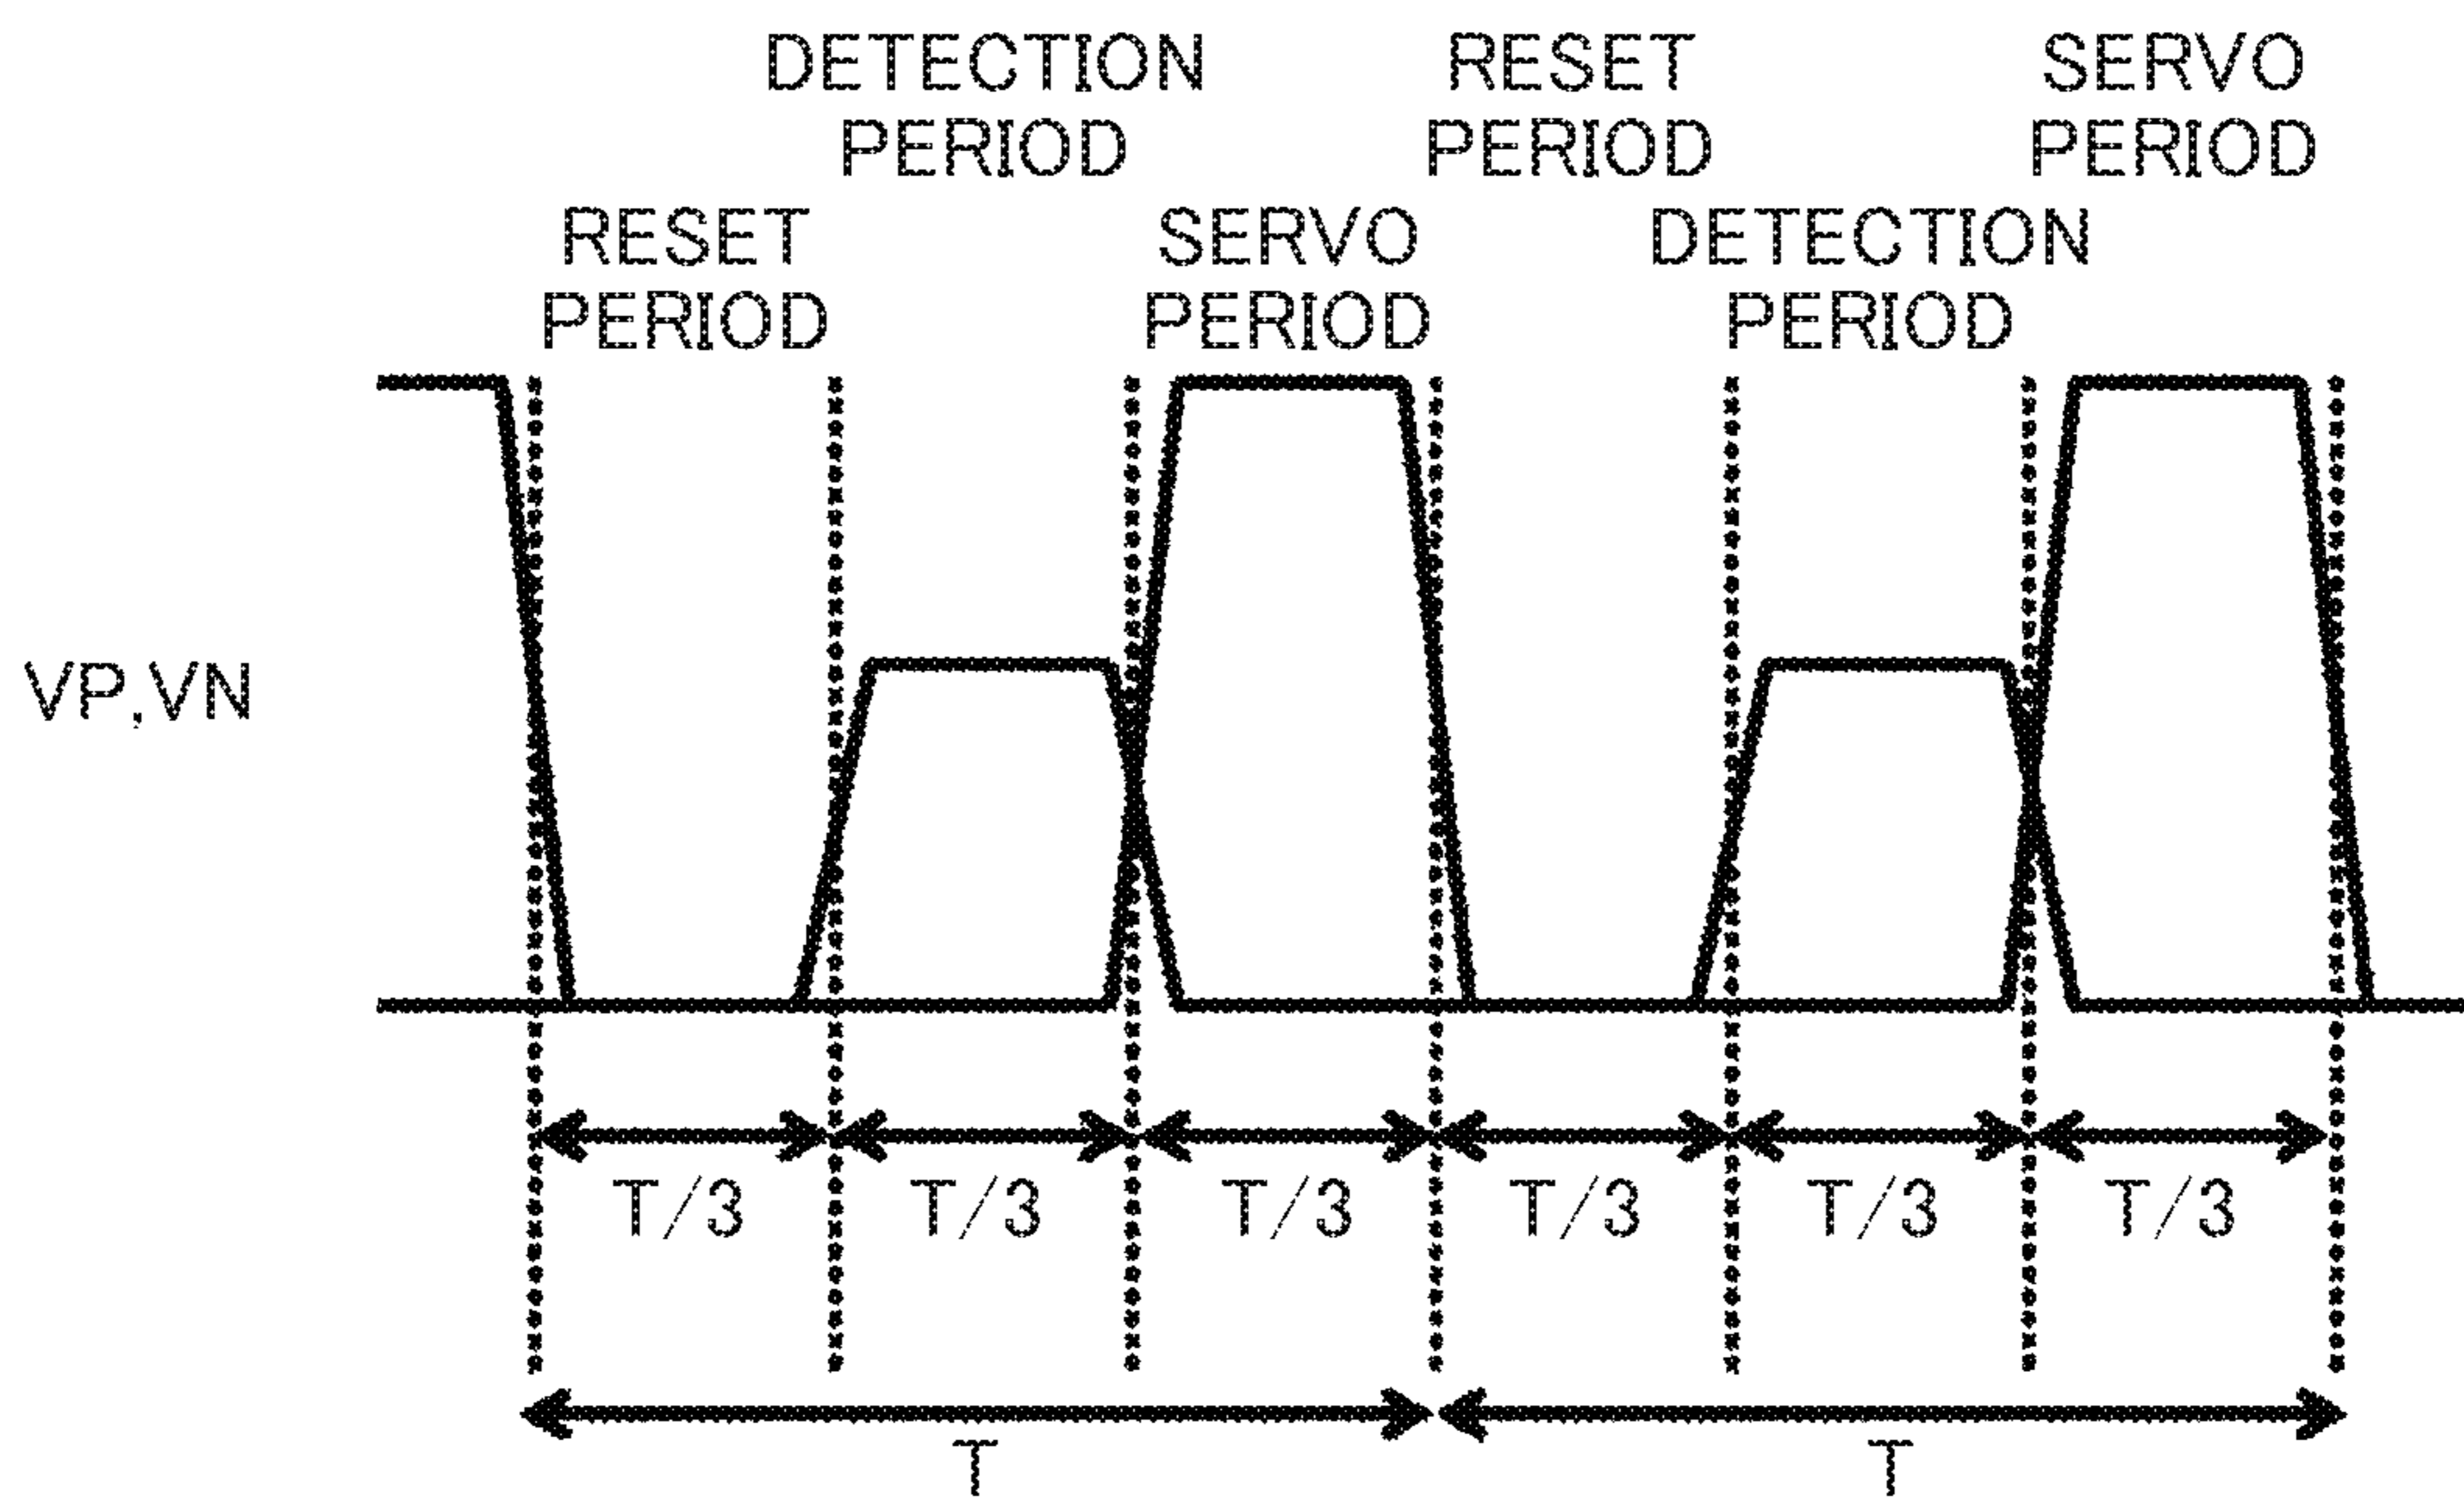 DETECTION
PERIOD
RESET
PERIOD
SERVO
PERIOD
RESET
PERIOD
SERVO
PERIOD
DETECTION
PERIOD
VP,VN
T/3
T/3
T/3
T/3
T/3
T/3
T
T